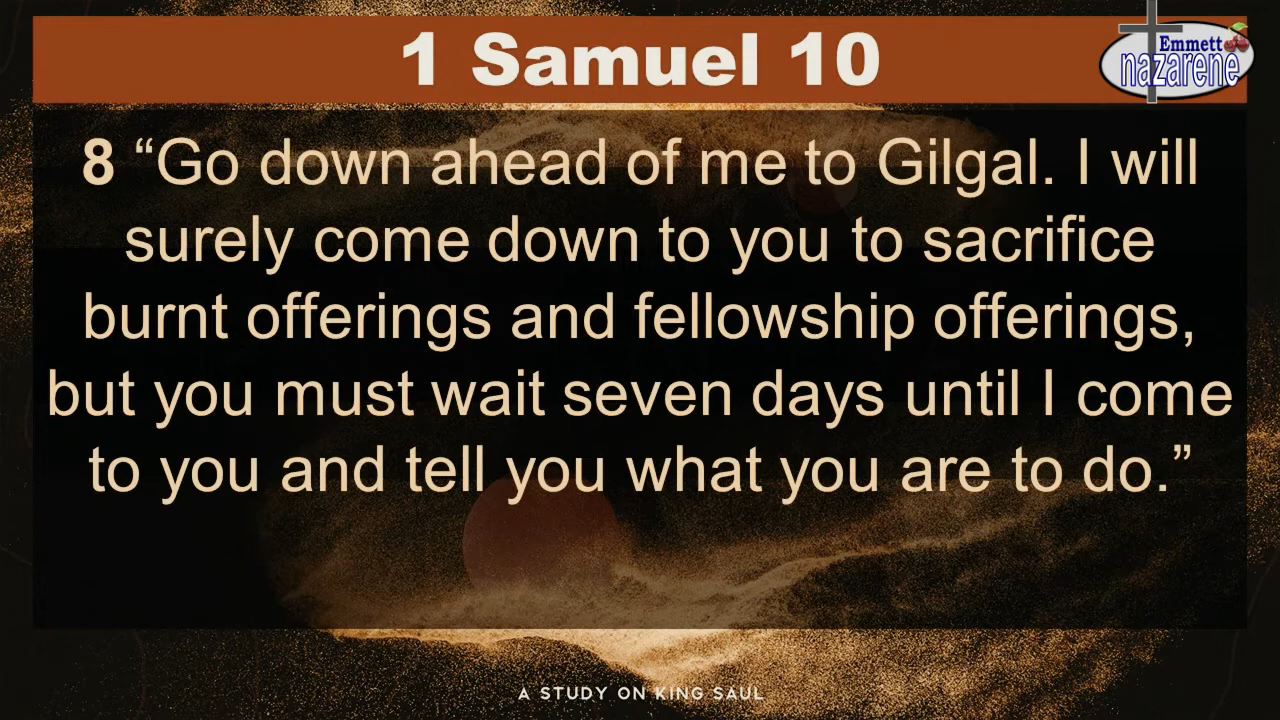 1 Samuel 10
Emmett
nazarene
8 “Go down ahead of me to Gilgal. I will
surely come down to you to sacrifice
burnt offerings and fellowship offerings,
but you must wait seven days until I come
to you and tell you what you are to do.”
A STUDY ON KING SAUL